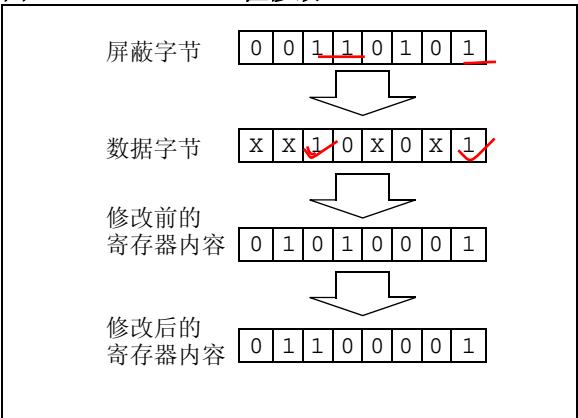 屏蔽字节 0 0 1 1 0 1 0 1
数据字节 X X 1 0 X 0 X 1
修改前的
寄存器内容 0 1 0 1 0 0 0 1
修改后的
寄存器内容 0 1 1 0 0 0 0 1